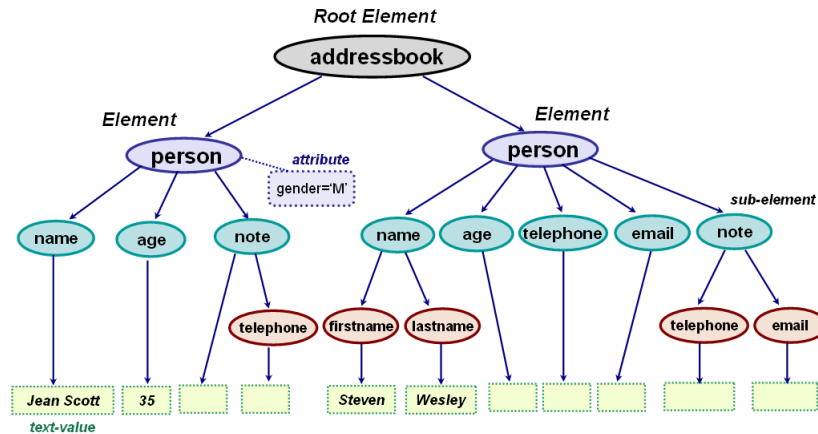 Root Element
addressbook
Element
Element
person
person
attribute
gender='M'
sub-element
name
age
note
name
age
telephone
email
note
telephone
firstname
lastname
telephone
email
Jean Scott
35
Steven
Wesley
text-value